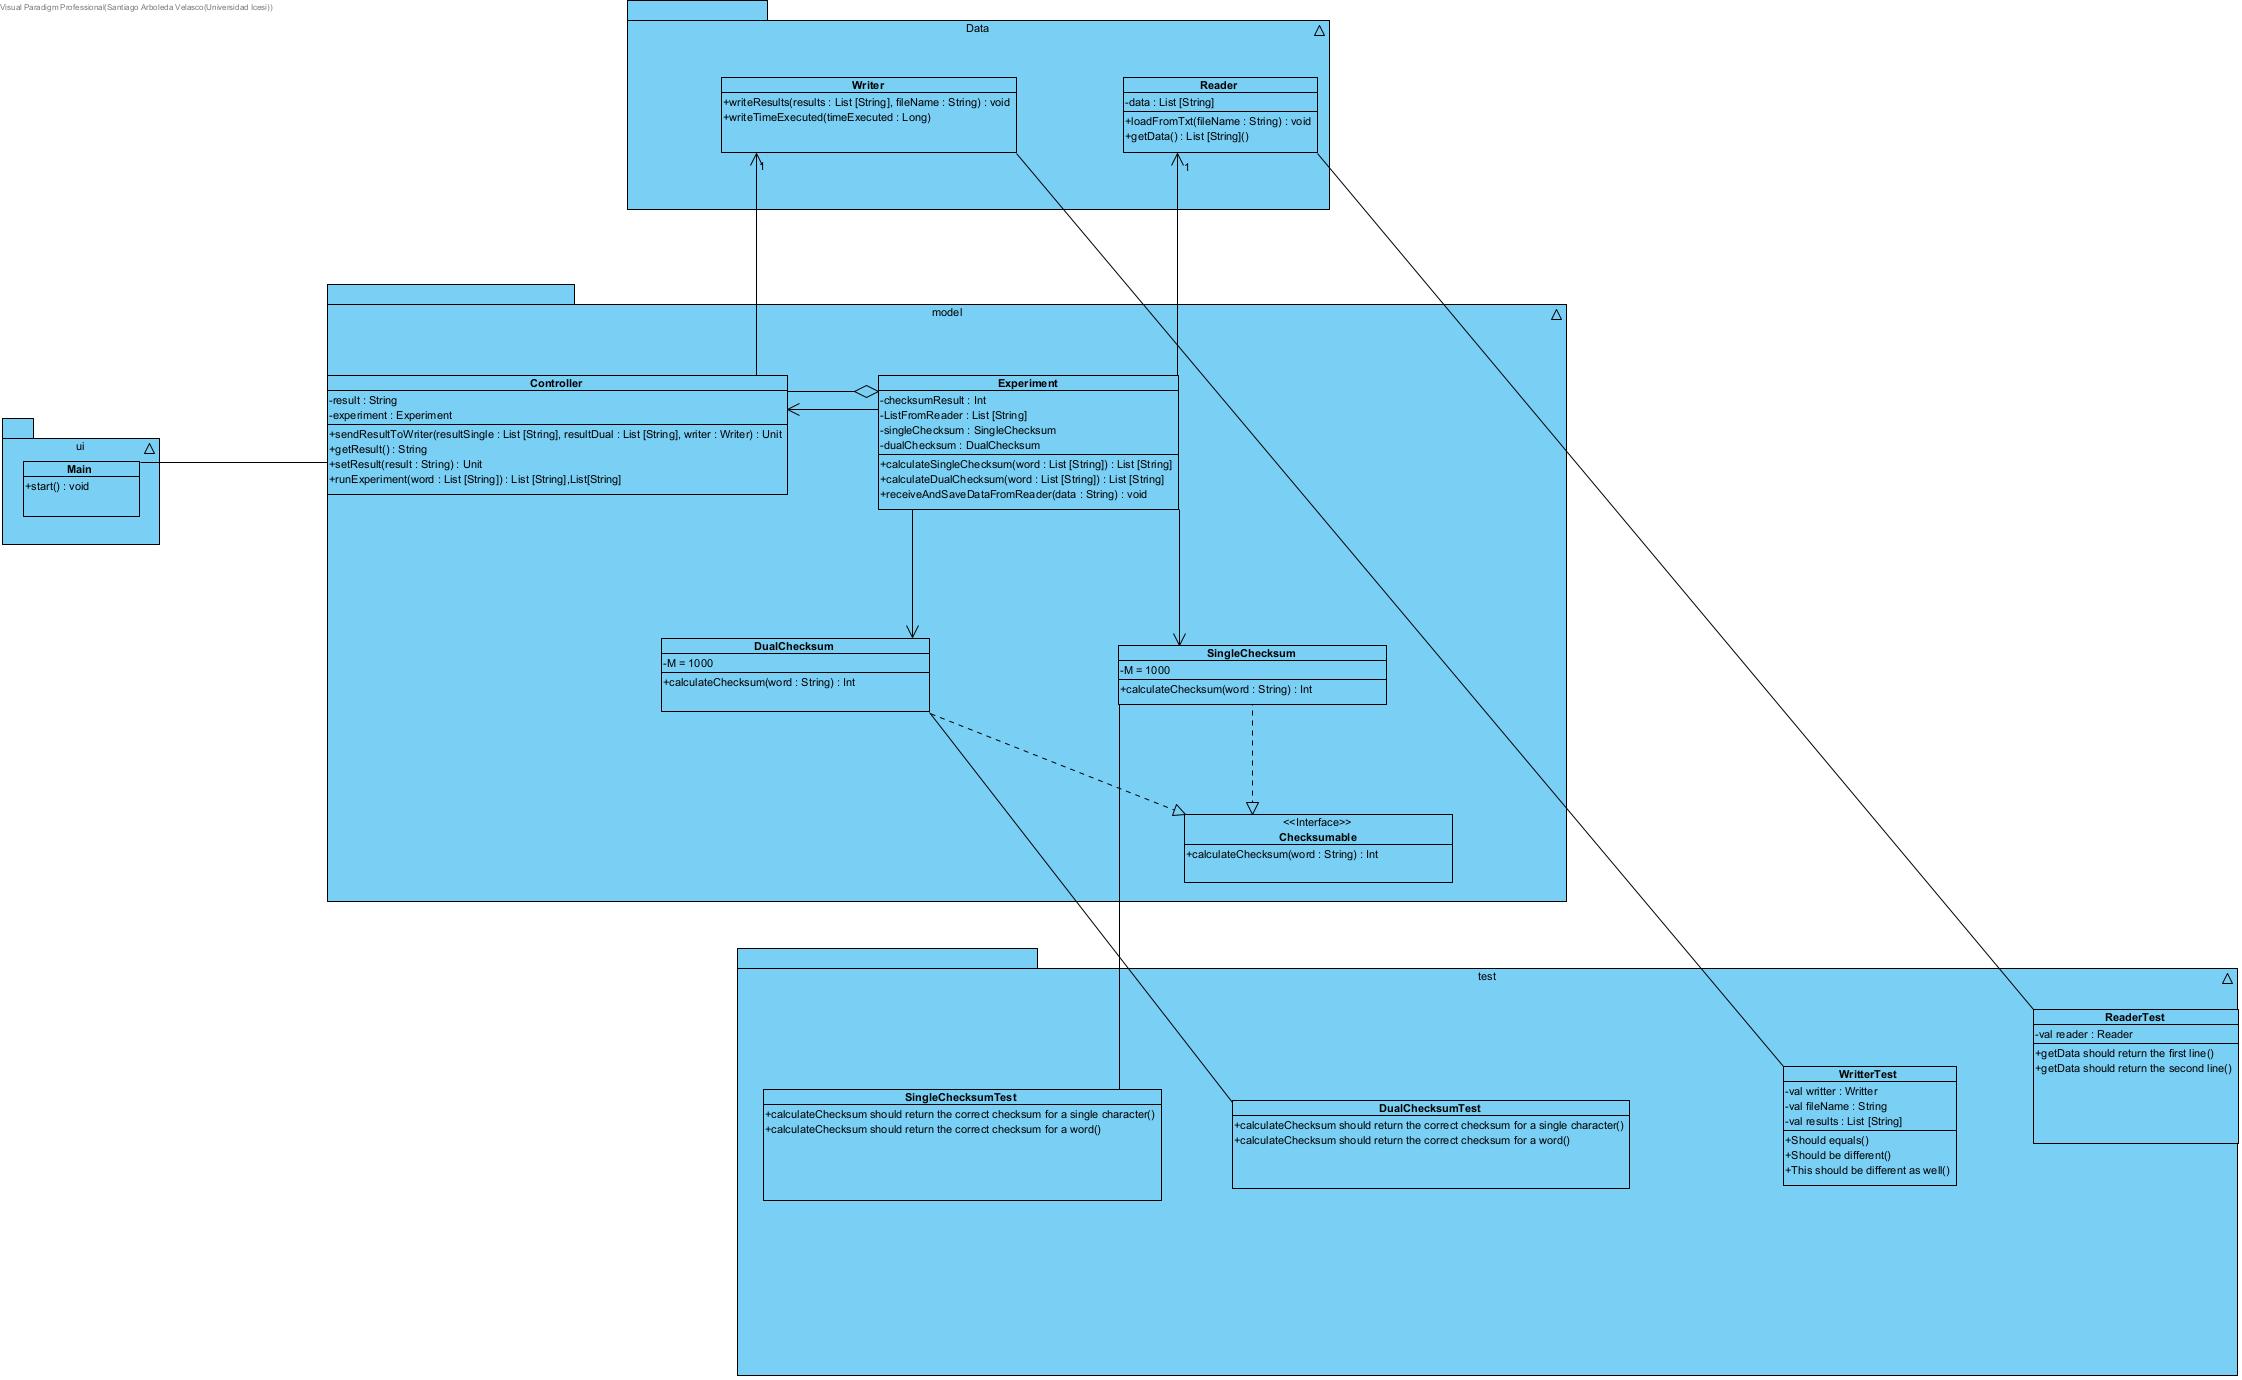 Visual Paradigm Professional(Santiago Arboleda Velasco(Universidad Icesi))
Data
Writer
+writeResults(results : List [String], fileName : String) : void
+writeTimeExecuted(timeExecuted : Long)
Reader
-data : List [String]
+loadFromTxt(fileName : String) : void
+getData() : List [String]()
1
1
model
Controller
-result : String
-experiment : Experiment
+sendResultToWriter(resultSingle : List [String], resultDual : List [String], writer : Writer) : Unit
+getResult() : String
+setResult(result : String) : Unit
+runExperiment(word : List [String]) : List [String],List[String]
Experiment
-checksumResult : Int
-ListFromReader : List [String]
-singleChecksum : SingleChecksum
-dualChecksum : DualChecksum
+calculateSingleChecksum(word : List [String]) : List [String]
+calculateDualChecksum(word : List [String]) : List [String]
+receiveAndSaveDataFromReader(data : String) : void
ui
Main
+start() : void
DualChecksum
-M = 1000
+calculateChecksum(word : String) : Int
SingleChecksum
-M = 1000
+calculateChecksum(word : String) : Int
<<Interface>>
Checksumable
+calculateChecksum(word : String) : Int
test
SingleChecksumTest
+calculateChecksum should return the correct checksum for a single character()
+calculateChecksum should return the correct checksum for a word()
DualChecksumTest
+calculateChecksum should return the correct checksum for a single character()
+calculateChecksum should return the correct checksum for a word()
WritterTest
-val writter : Writter
-val fileName : String
-val results : List [String]
+Should equals()
+Should be different()
+This should be different as well()
ReaderTest
-val reader : Reader
+getData should return the first line()
+getData should return the second line()